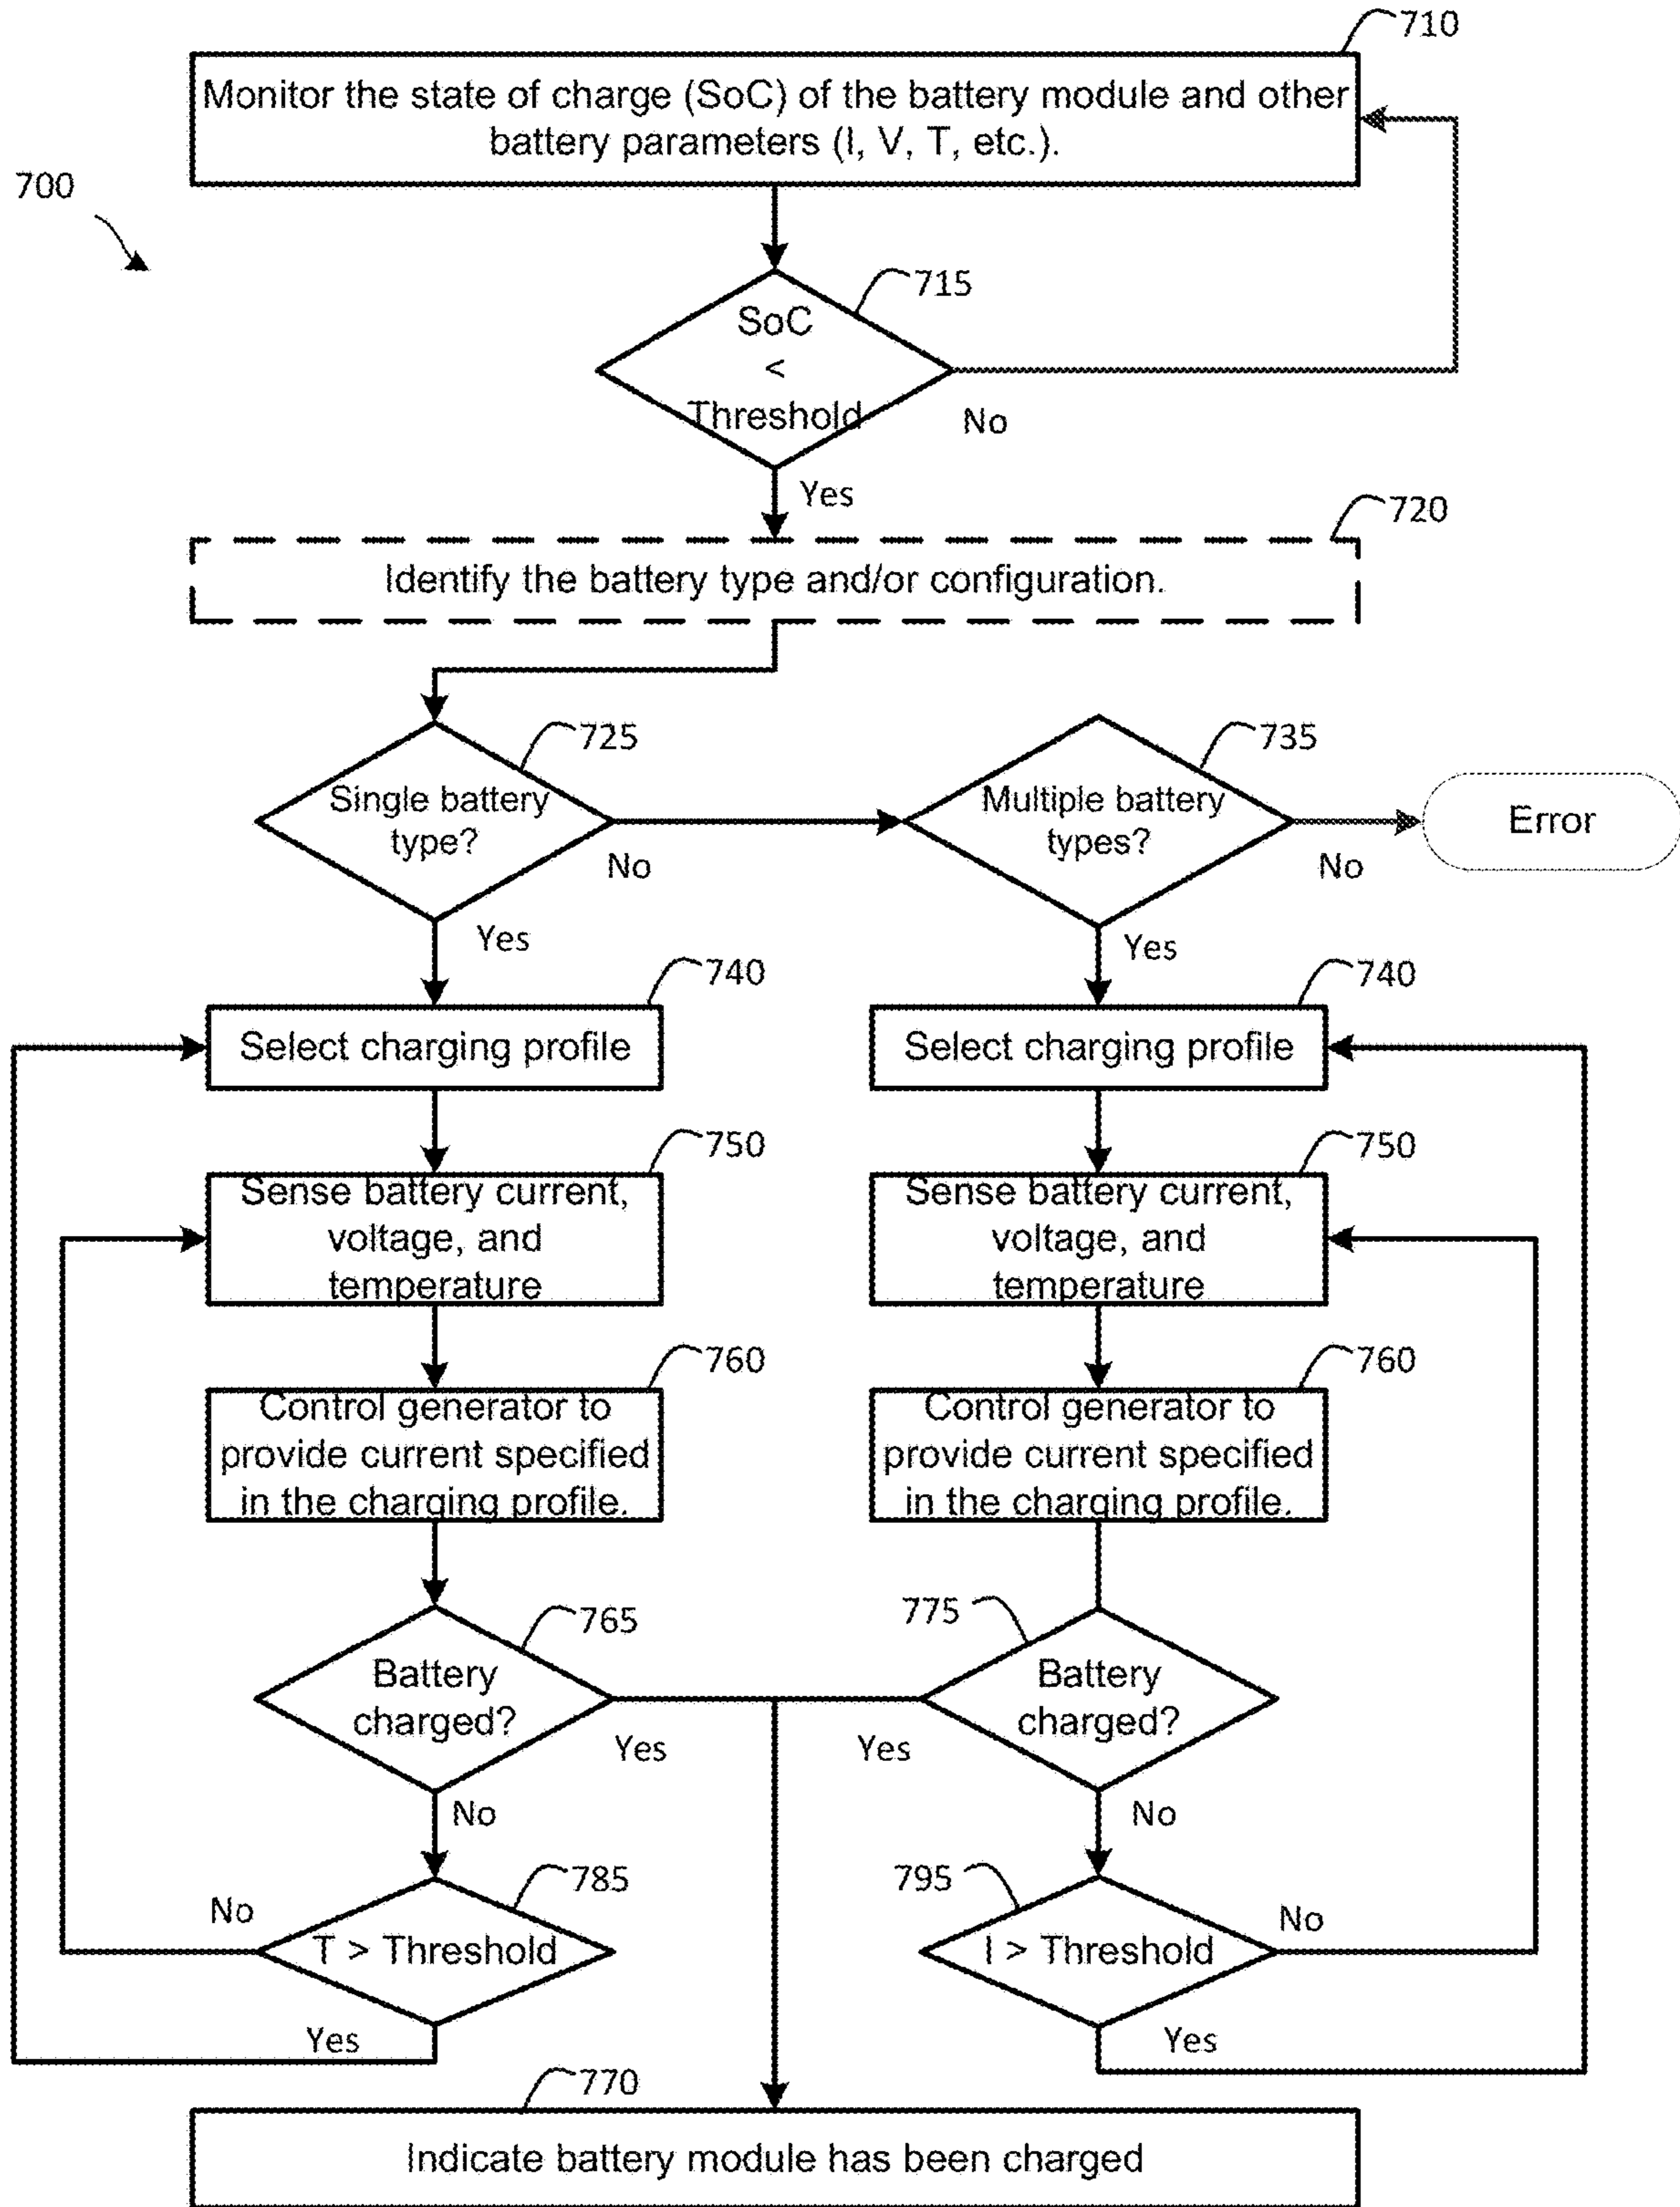 710
Monitor the state of charge (SoC) of the battery module and other
battery parameters (I, V, T, etc.).
700
715
SoC
<
Threshold
No
Yes
720
Identify the battery type and/or configuration.
725
735
Single battery
type?
Multiple battery
types?
Error
No
No
Yes
Yes
740
740
Select charging profile
Select charging profile
750
750
Sense battery current,
voltage, and
temperature
Sense battery current,
voltage, and
temperature
760
760
Control generator to
provide current specified
in the charging profile.
Control generator to
provide current specified
in the charging profile.
765
775
Battery
charged?
Battery
charged?
Yes
Yes
No
No
785
795
No
T > Threshold
I > Threshold
No
Yes
Yes
770
Indicate battery module has been charged